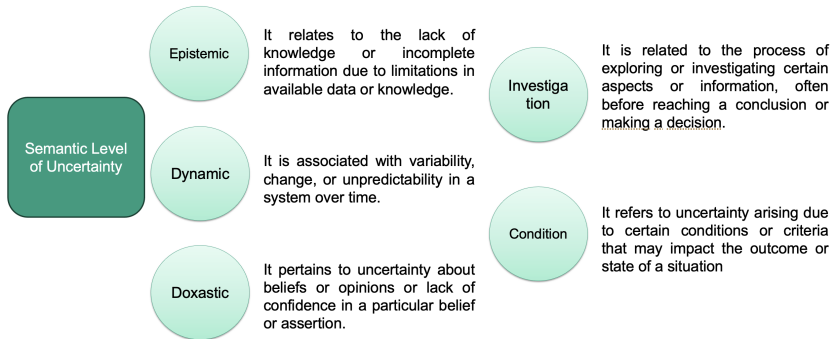 Semantic Level
of Uncertainty
Epistemic
It relates to the lack of
knowledge or incomplete
information due to limitations in
available data or knowledge.
Dynamic
It is associated with variability,
change, or unpredictability in a
system over time.
Doxastic
It pertains to uncertainty about
beliefs or opinions or lack of
confidence in a particular belief
or assertion.
Investiga
tion
It is related to the process of
exploring or investigating certain
aspects or information, often
before reaching a conclusion or
making a decision.
Condition
It refers to uncertainty arising due
to certain conditions or criteria
that may impact the outcome or
state of a situation